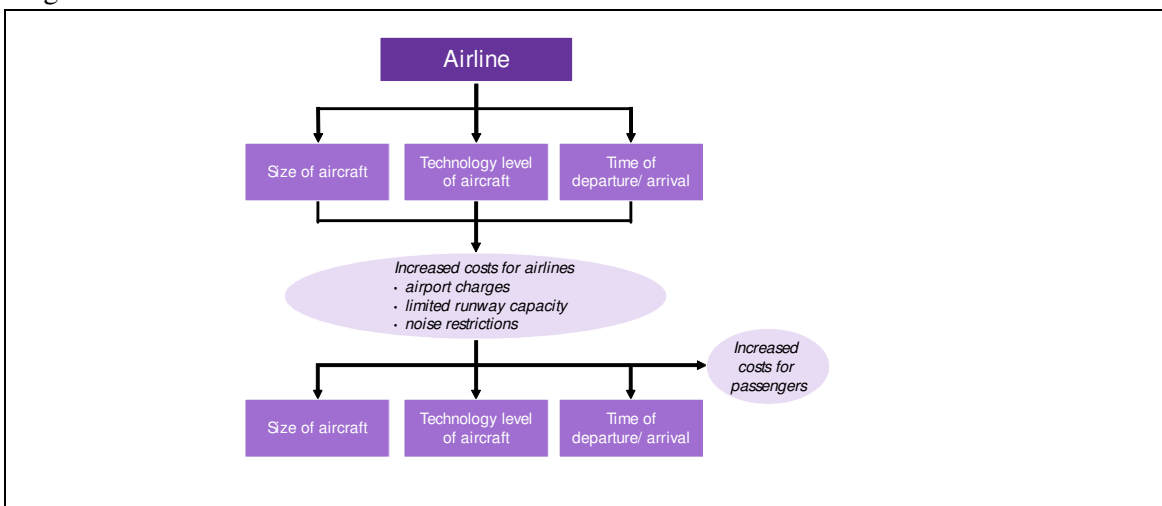 Airline
Size of aircraft
Technology level
of aircraft
Time of
departure/ arrival
Increased costs for airlines
• airport charges
• limited runway capacity
• noise restrictions
Increased
costs for
passengers
Size of aircraft
Technology level
of aircraft
Time of
departure/ arrival